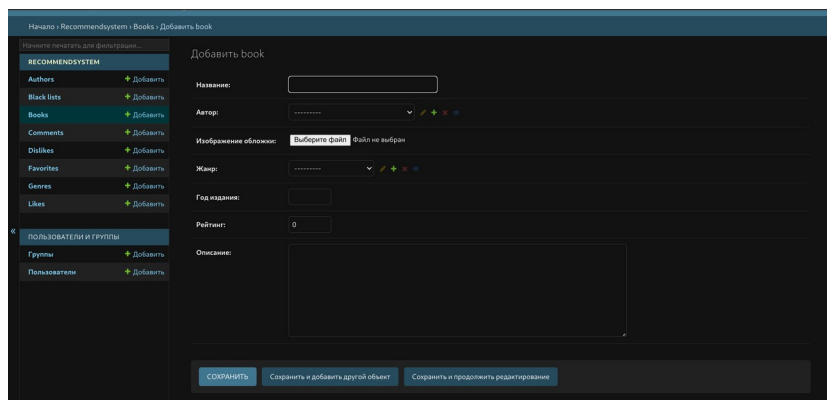 Начало › Recommendsystem › Books › Добавить book
Начните печатать для фильтрации...
RECOMMENDSYSTEM
Authors + Добавить
Black lists + Добавить
Books + Добавить
Comments + Добавить
Dislikes + Добавить
Favorites + Добавить
Genres + Добавить
Likes + Добавить
«
ПОЛЬЗОВАТЕЛИ И ГРУППЫ
Группы + Добавить
Пользователи + Добавить
Добавить book
Название:
Автор: ---------
Изображение обложки: Выберите файл Файл не выбран
Жанр: ---------
Год издания:
Рейтинг: 0
Описание:
СОХРАНИТЬ Сохранить и добавить другой объект Сохранить и продолжить редактирование